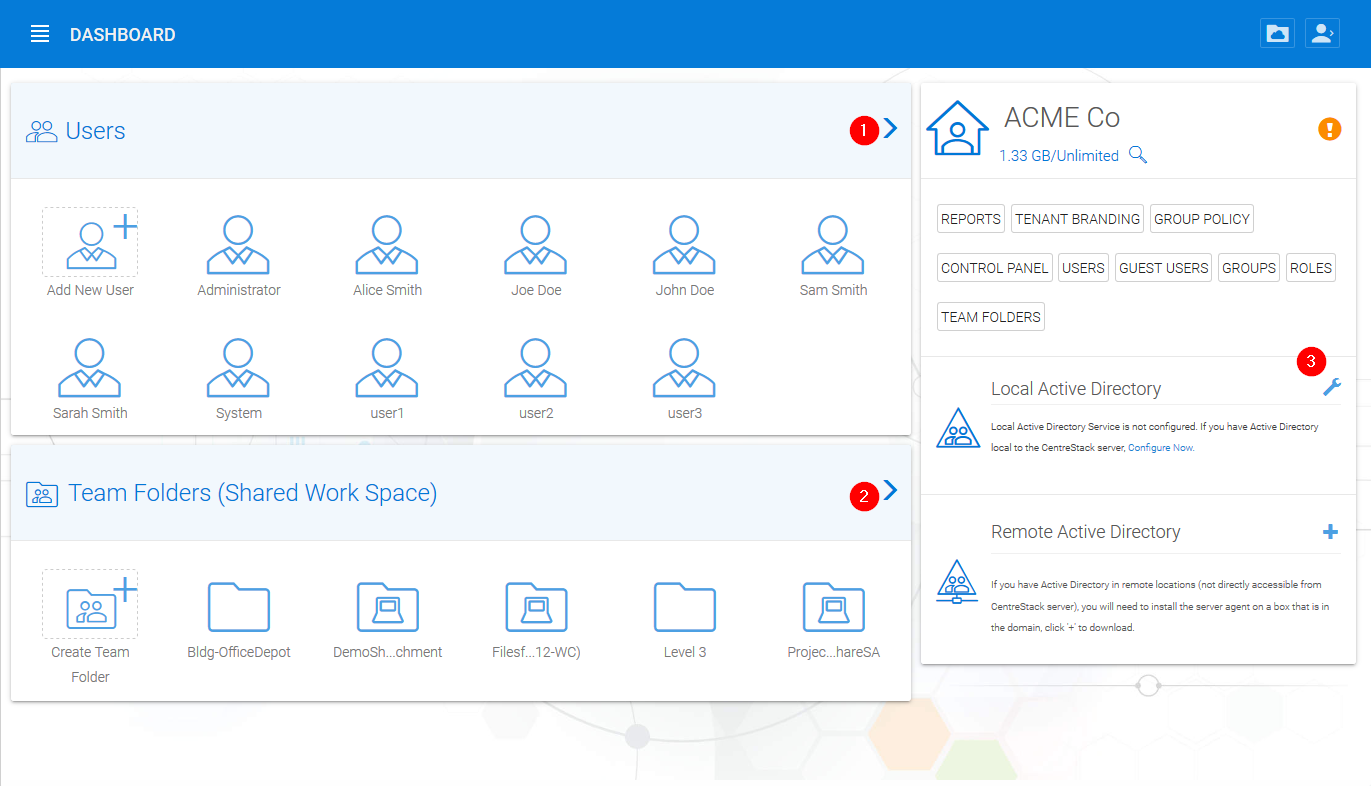 DASHBOARD
Users
1
Add New User
Administrator
Alice Smith
Joe Doe
John Doe
Sam Smith
Sarah Smith
System
user1
user2
user3
Team Folders (Shared Work Space)
2
Create Team
Folder
Bldg-OfficeDepot
DemoSh...chment
Filesf...12-WC)
Level 3
Projec...hareSA
ACME Co
1.33 GB/Unlimited
REPORTS
TENANT BRANDING
GROUP POLICY
CONTROL PANEL
USERS
GUEST USERS
GROUPS
ROLES
TEAM FOLDERS
3
Local Active Directory
Local Active Directory Service is not configured. If you have Active Directory
local to the CentreStack server, Configure Now.
Remote Active Directory
If you have Active Directory in remote locations (not directly accessible from
CentreStack server), you will need to install the server agent on a box that is in
the domain, click '+' to download.